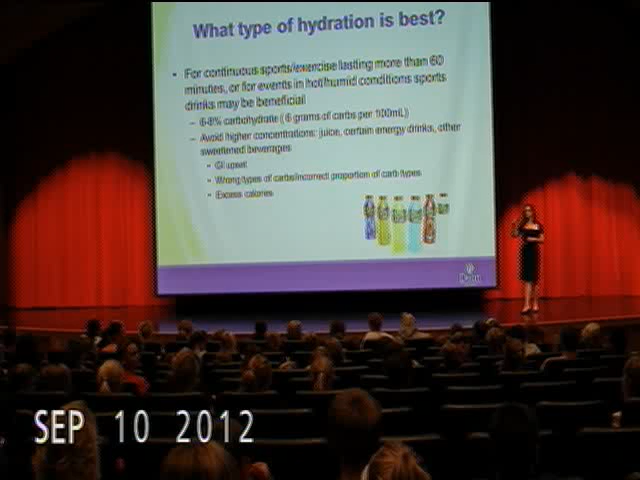 What type of hydration is best?
• For continuous sports/exercise lasting more than 60
minutes, or for events in hot/humid conditions sports
drinks may be beneficial
– 6-8% carbohydrate ( 6 grams of carbs per 100mL)
– Avoid higher concentrations: juice, certain energy drinks, other
sweetened beverages
• GI upset
• Wrong types of carbs/incorrect proportion of carb types
• Excess calories
SEP 10 2012